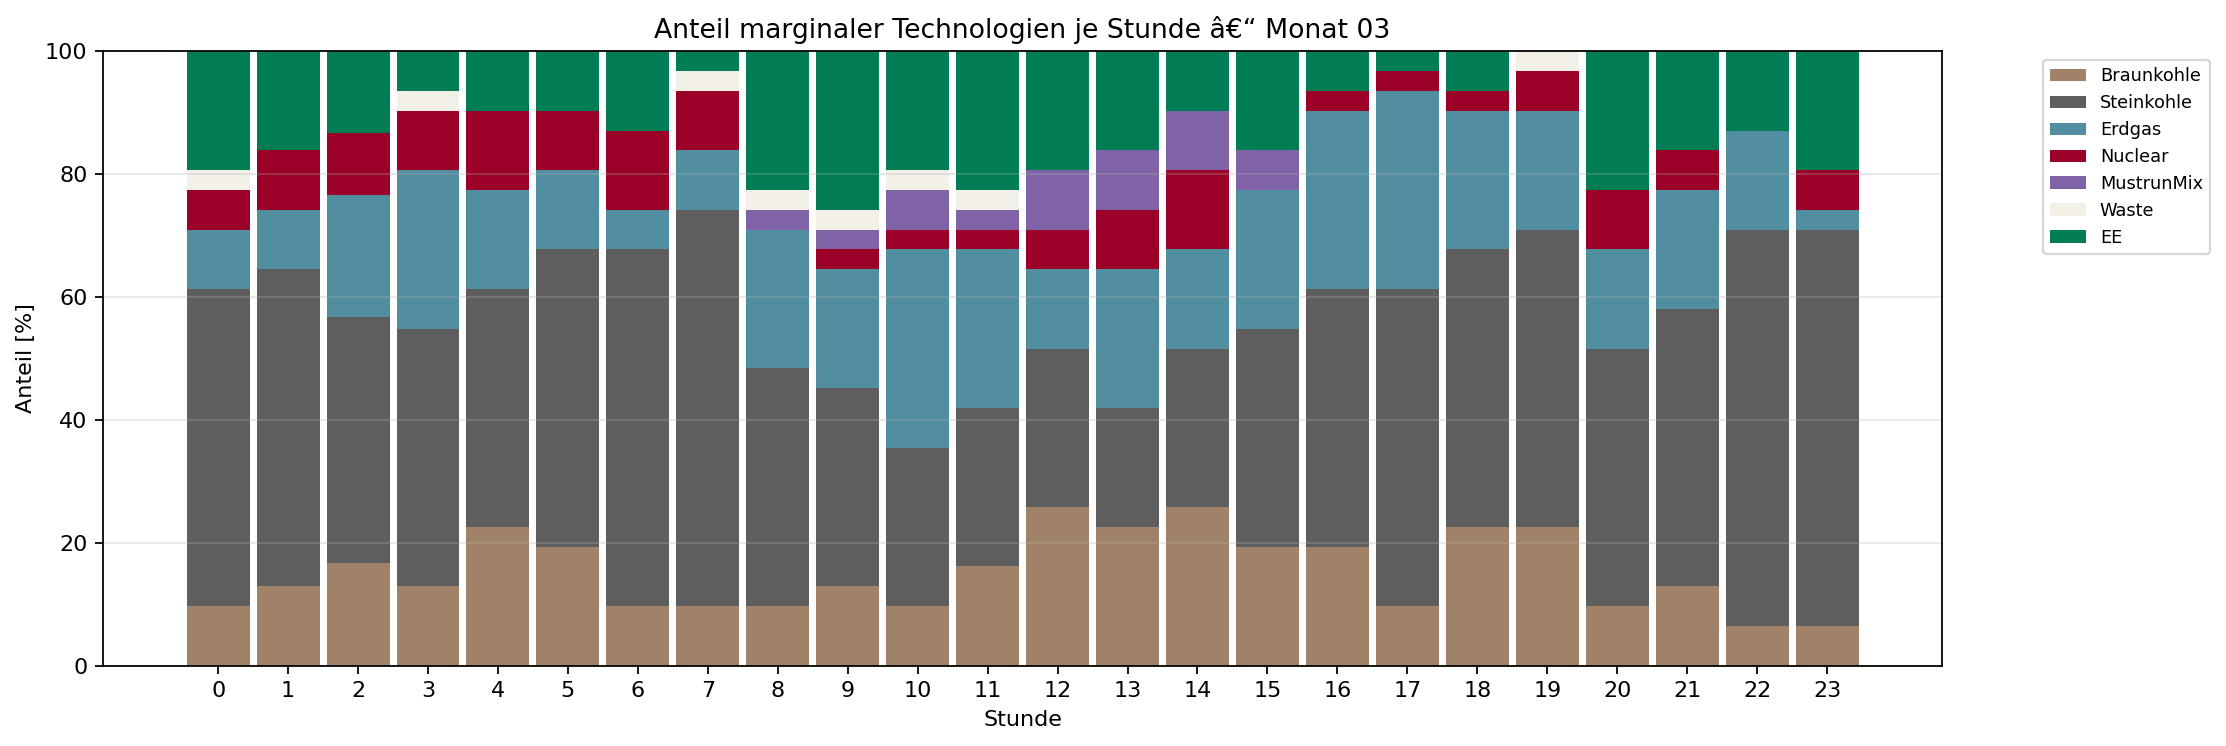 Anteil marginaler Technologien je Stunde â€“ Monat 03
Anteil [%]
100
80
60
40
20
0
0 1 2 3 4 5 6 7 8 9 10 11 12 13 14 15 16 17 18 19 20 21 22 23
Stunde
Braunkohle
Steinkohle
Erdgas
Nuclear
MustrunMix
Waste
EE